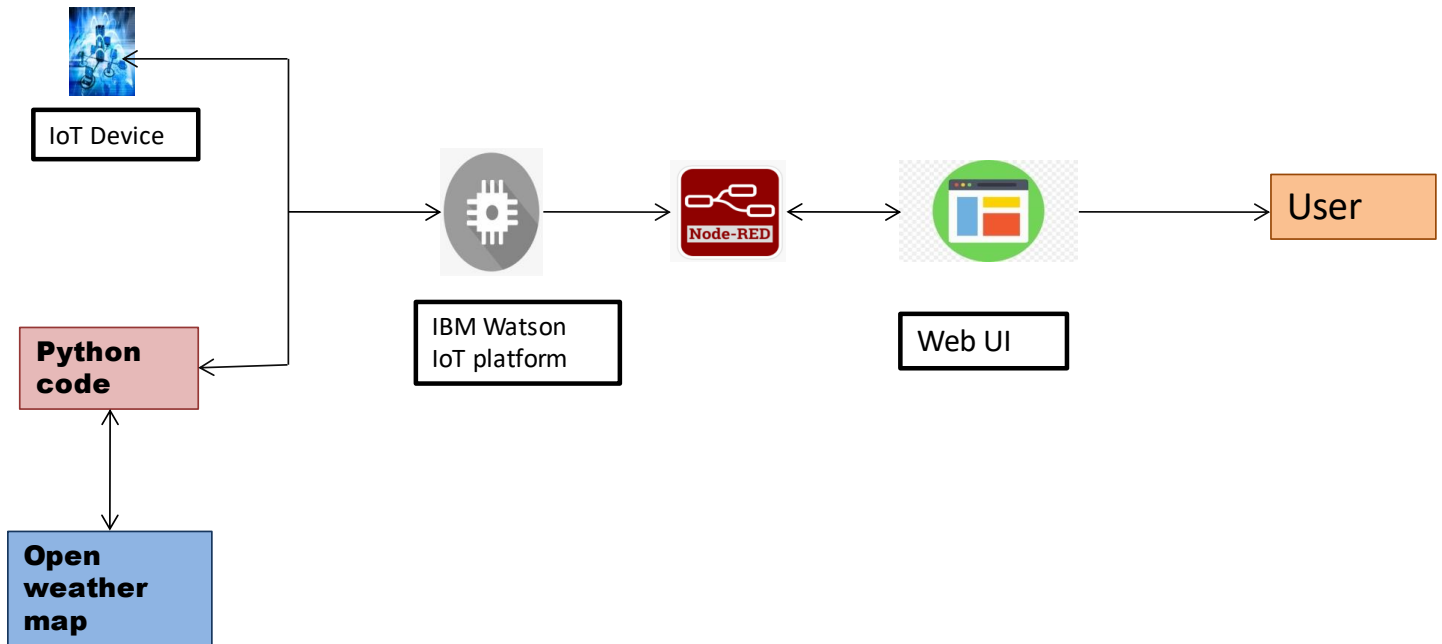 IoT Device
Node-RED
User
IBM Watson
IoT platform
Web UI
Python
code
Open
weather
map